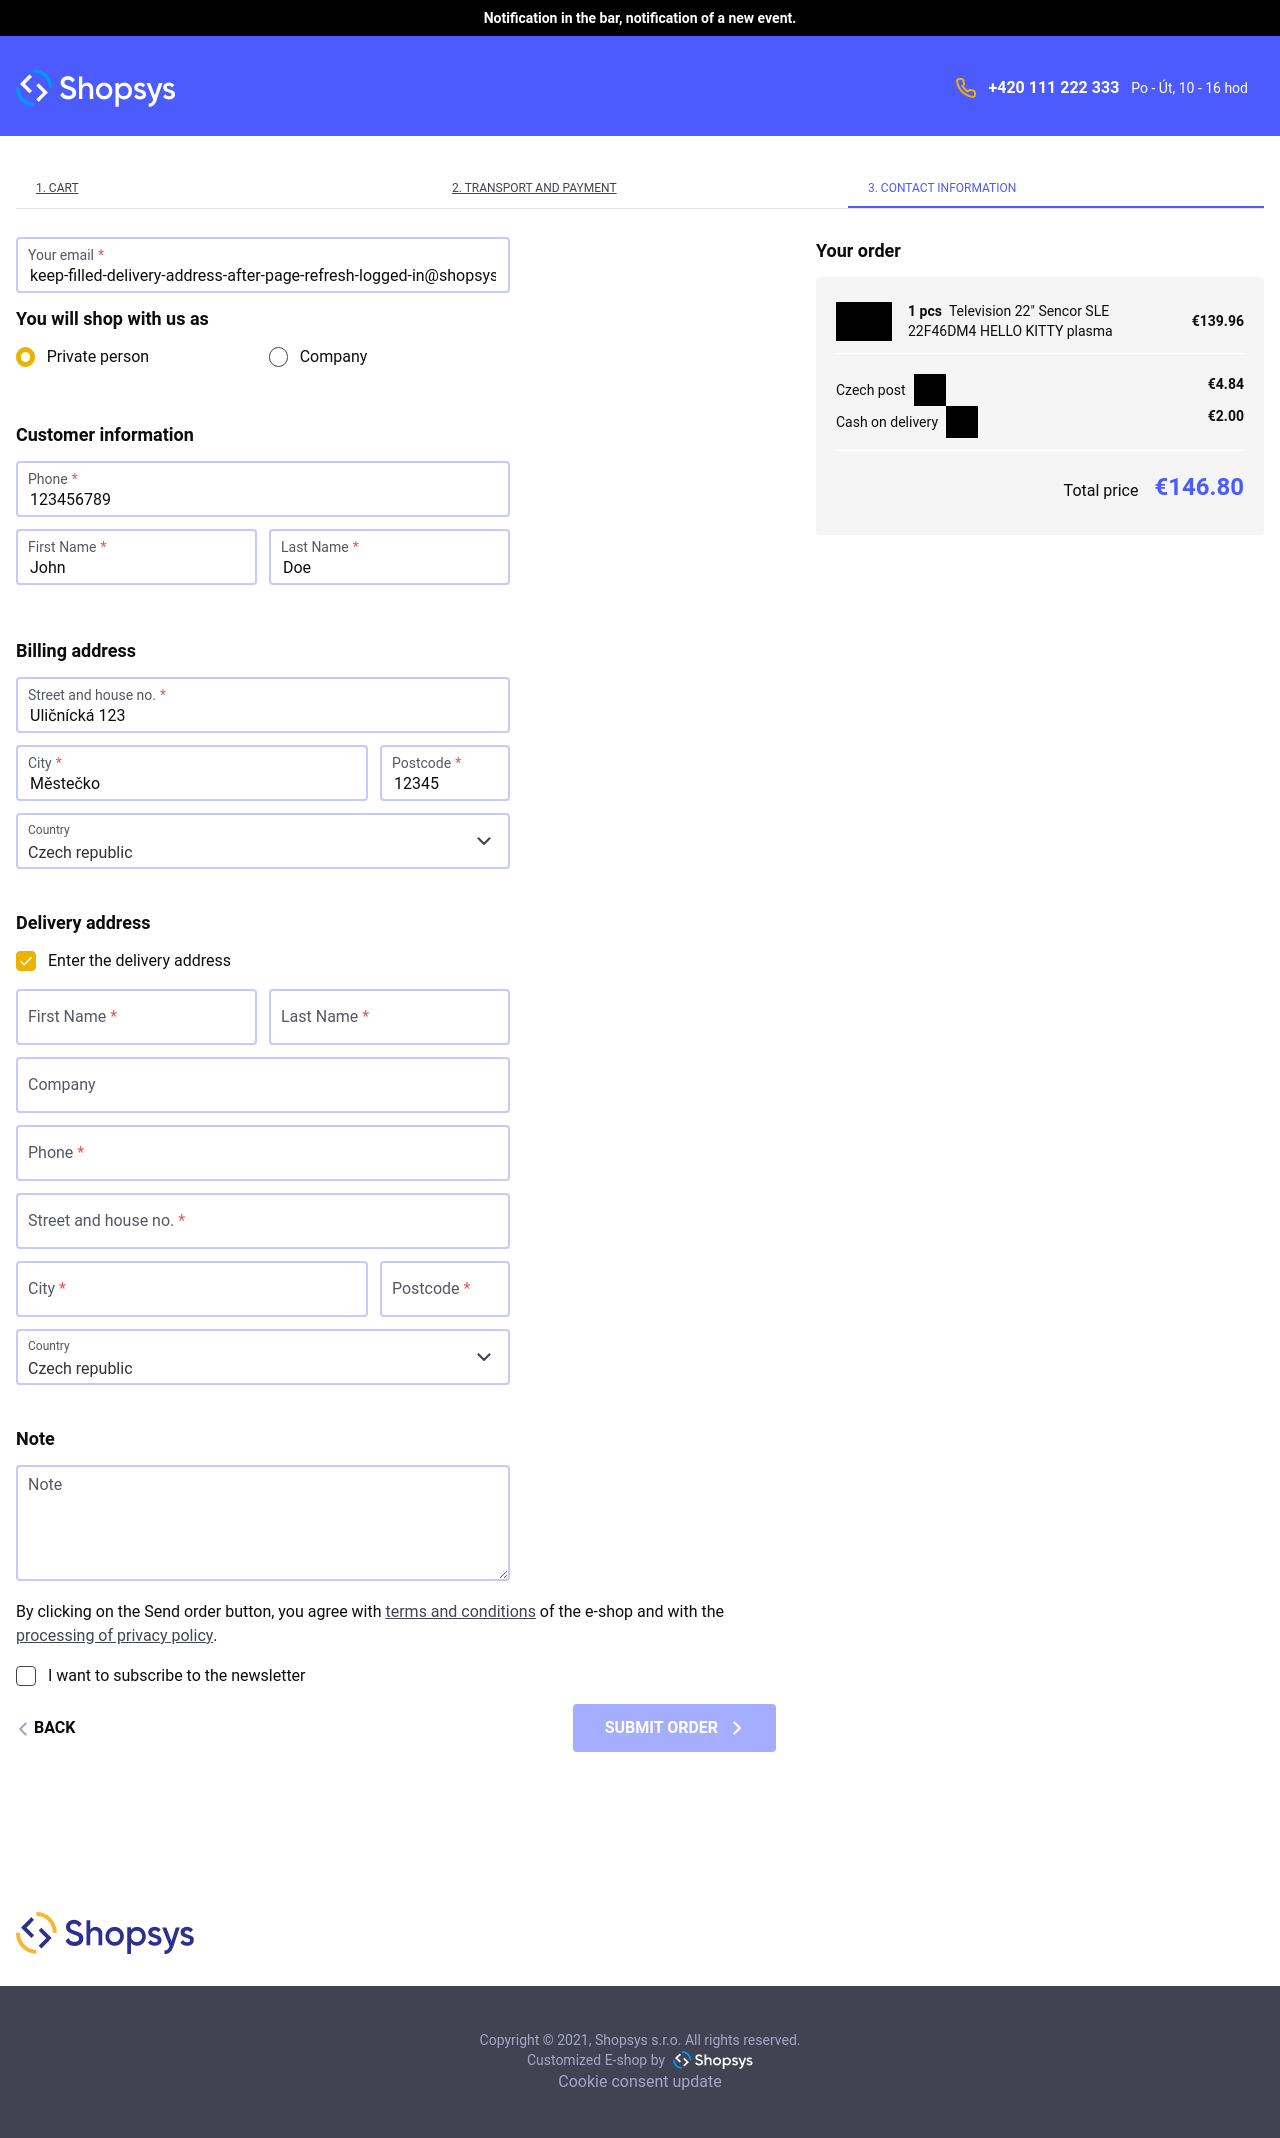 Notification in the bar, notification of a new event.
Shopsys
+420 111 222 333 Po - Út, 10 - 16 hod
1. CART
2. TRANSPORT AND PAYMENT
3. CONTACT INFORMATION
Your email *
keep-filled-delivery-address-after-page-refresh-logged-in@shopsys
You will shop with us as
Private person
Company
Customer information
Phone *
123456789
First Name *
John
Last Name *
Doe
Billing address
Street and house no. *
Uličnícká 123
City *
Městečko
Postcode *
12345
Country
Czech republic
Delivery address
Enter the delivery address
First Name *
Last Name *
Company
Phone *
Street and house no. *
City *
Postcode *
Country
Czech republic
Note
Note
By clicking on the Send order button, you agree with terms and conditions of the e-shop and with the
processing of privacy policy.
I want to subscribe to the newsletter
BACK
SUBMIT ORDER
Your order
1 pcs Television 22" Sencor SLE
22F46DM4 HELLO KITTY plasma
€139.96
Czech post
€4.84
Cash on delivery
€2.00
Total price €146.80
Shopsys
Copyright © 2021, Shopsys s.r.o. All rights reserved.
Customized E-shop by Shopsys
Cookie consent update